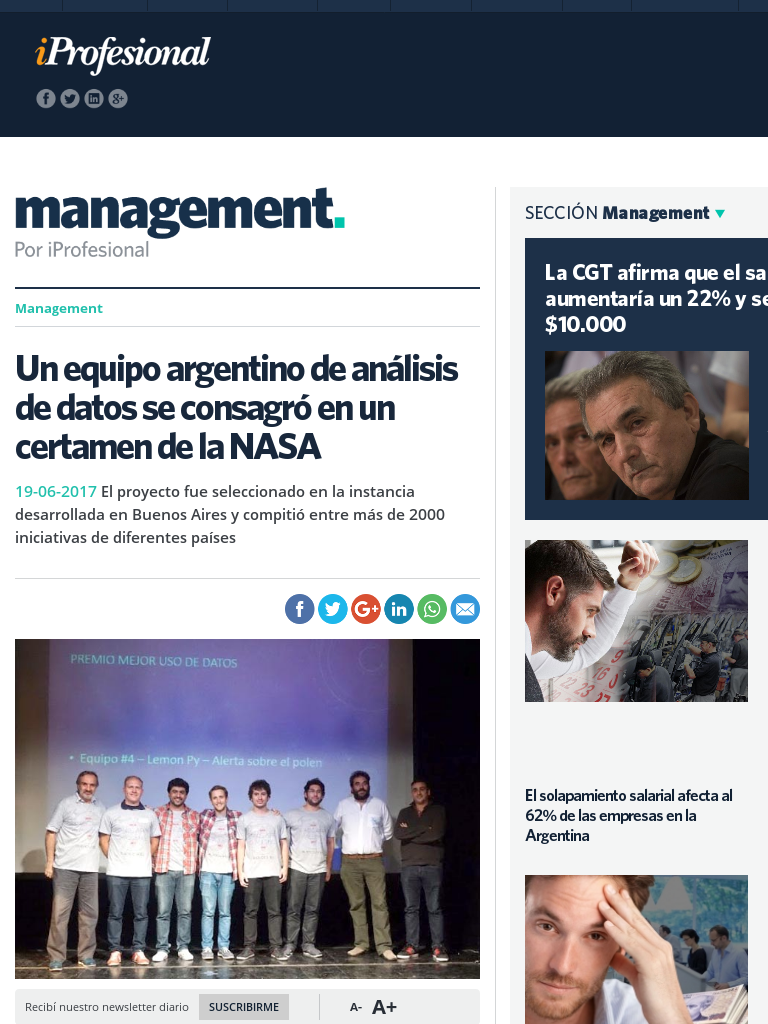 iProfesional
management.
Por iProfesional
Management
Un equipo argentino de análisis
de datos se consagró en un
certamen de la NASA
19-06-2017 El proyecto fue seleccionado en la instancia
desarrollada en Buenos Aires y compitió entre más de 2000
iniciativas de diferentes países
PREMIO MEJOR USO DE DATOS
• Equipo #4 – Lemon Py – Alerta sobre el polen
Recibí nuestro newsletter diario SUSCRIBIRME A- A+
SECCIÓN Management
La CGT afirma que el sa
aumentaría un 22% y se
$10.000
El solapamiento salarial afecta al
62% de las empresas en la
Argentina